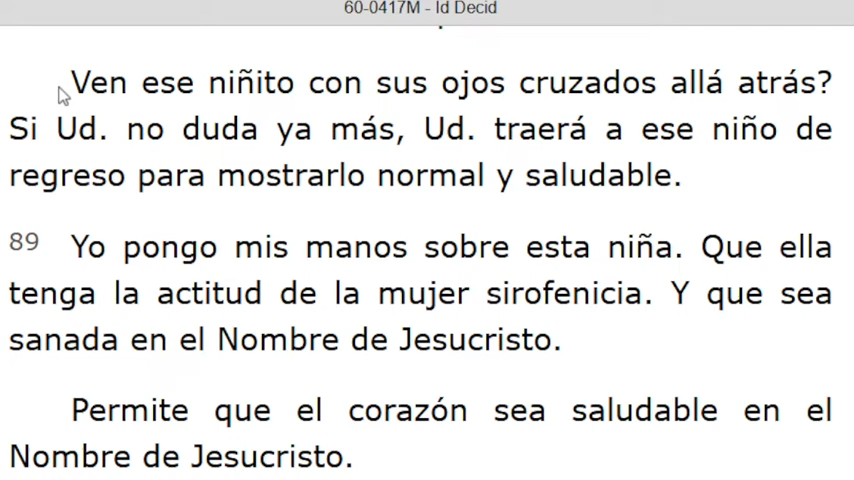 60-0417M - Id Decid
Ven ese niñito con sus ojos cruzados allá atrás?
Si Ud. no duda ya más, Ud. traerá a ese niño de
regreso para mostrarlo normal y saludable.
89 Yo pongo mis manos sobre esta niña. Que ella
tenga la actitud de la mujer sirofenicia. Y que sea
sanada en el Nombre de Jesucristo.
Permite que el corazón sea saludable en el
Nombre de Jesucristo.